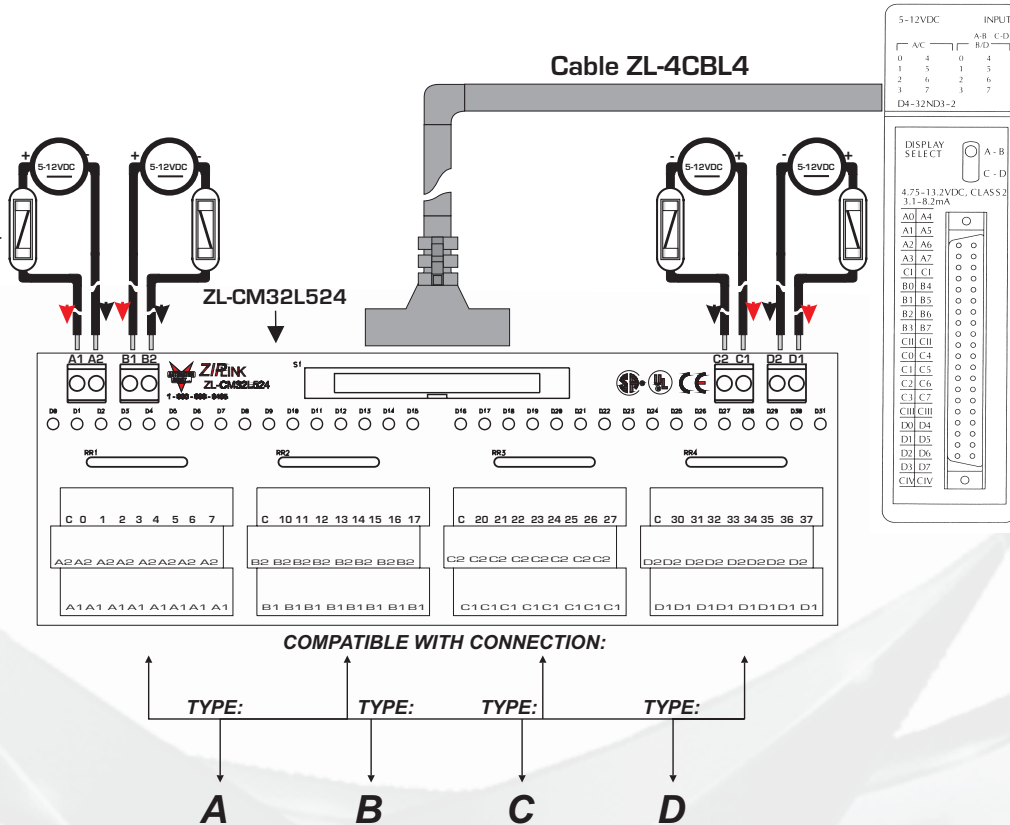 Cable ZL-4CBL4
5-12VDC INPUT
A-B C-D
A/C B/D
0 4 0 4
1 5 1 5
2 6 2 6
3 7 3 7
D4-32ND3-2
DISPLAY
SELECT
A - B
C - D
4.75-13.2VDC, CLASS2
3.1-8.2mA
A0 A4
A1 A5
A2 A6
A3 A7
CI CI
B0 B4
B1 B5
B2 B6
B3 B7
CII CII
C0 C4
C1 C5
C2 C6
C3 C7
CIII CIII
D0 D4
D1 D5
D2 D6
D3 D7
CIV CIV
+ - + -
5-12VDC 5-12VDC
- + - +
5-12VDC 5-12VDC
ZL-CM32L524
A1 A2 B1 B2
ZIPLINK
ZL-CM32L524
S1
SP UL CE
C2 C1 D2 D1
D0 D1 D2 D3 D4 D5 D6 D7 D8 D9 D10 D11 D12 D13 D14 D15 D16 D17 D18 D19 D20 D21 D22 D23 D24 D25 D26 D27 D28 D29 D30 D31
RR1 RR2 RR3 RR4
C 0 1 2 3 4 5 6 7
C 10 11 12 13 14 15 16 17
C 20 21 22 23 24 25 26 27
C 30 31 32 33 34 35 36 37
A2 A2 A2 A2 A2 A2 A2 A2 A2
B2 B2 B2 B2 B2 B2 B2 B2 B2
C2 C2 C2 C2 C2 C2 C2 C2 C2
D2 D2 D2 D2 D2 D2 D2 D2 D2
A1 A1 A1 A1 A1 A1 A1 A1 A1
B1 B1 B1 B1 B1 B1 B1 B1 B1
C1 C1 C1 C1 C1 C1 C1 C1 C1
D1 D1 D1 D1 D1 D1 D1 D1 D1
COMPATIBLE WITH CONNECTION:
TYPE: TYPE: TYPE: TYPE:
A B C D